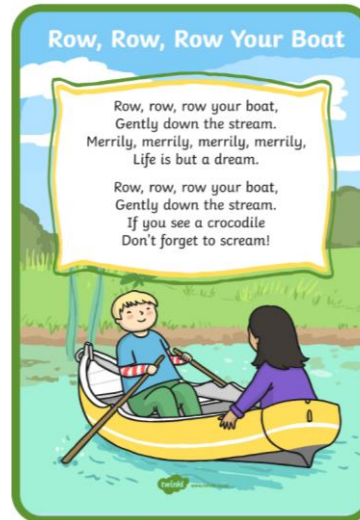 Row, Row, Row Your Boat
Row, row, row your boat,
Gently down the stream.
Merrily, merrily, merrily, merrily,
Life is but a dream.
Row, row, row your boat,
Gently down the stream.
If you see a crocodile
Don't forget to scream!
twinkl